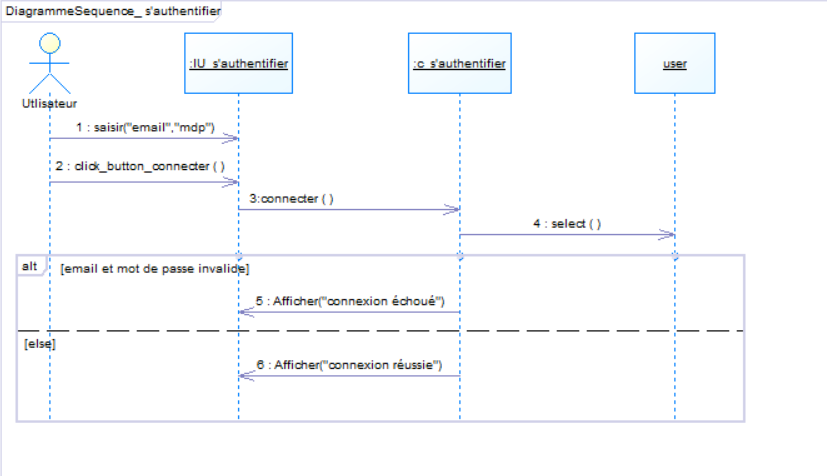 DiagrammeSequence_ s'authentifier
:IU_s'authentifier
:c_s'authentifier
user
Utlisateur
1 : saisir("email","mdp")
2 : click_button_connecter ( )
3:connecter ( )
4 : select ( )
alt
[email et mot de passe invalide]
5 : Afficher("connexion échoué")
[else]
6 : Afficher("connexion réussie")